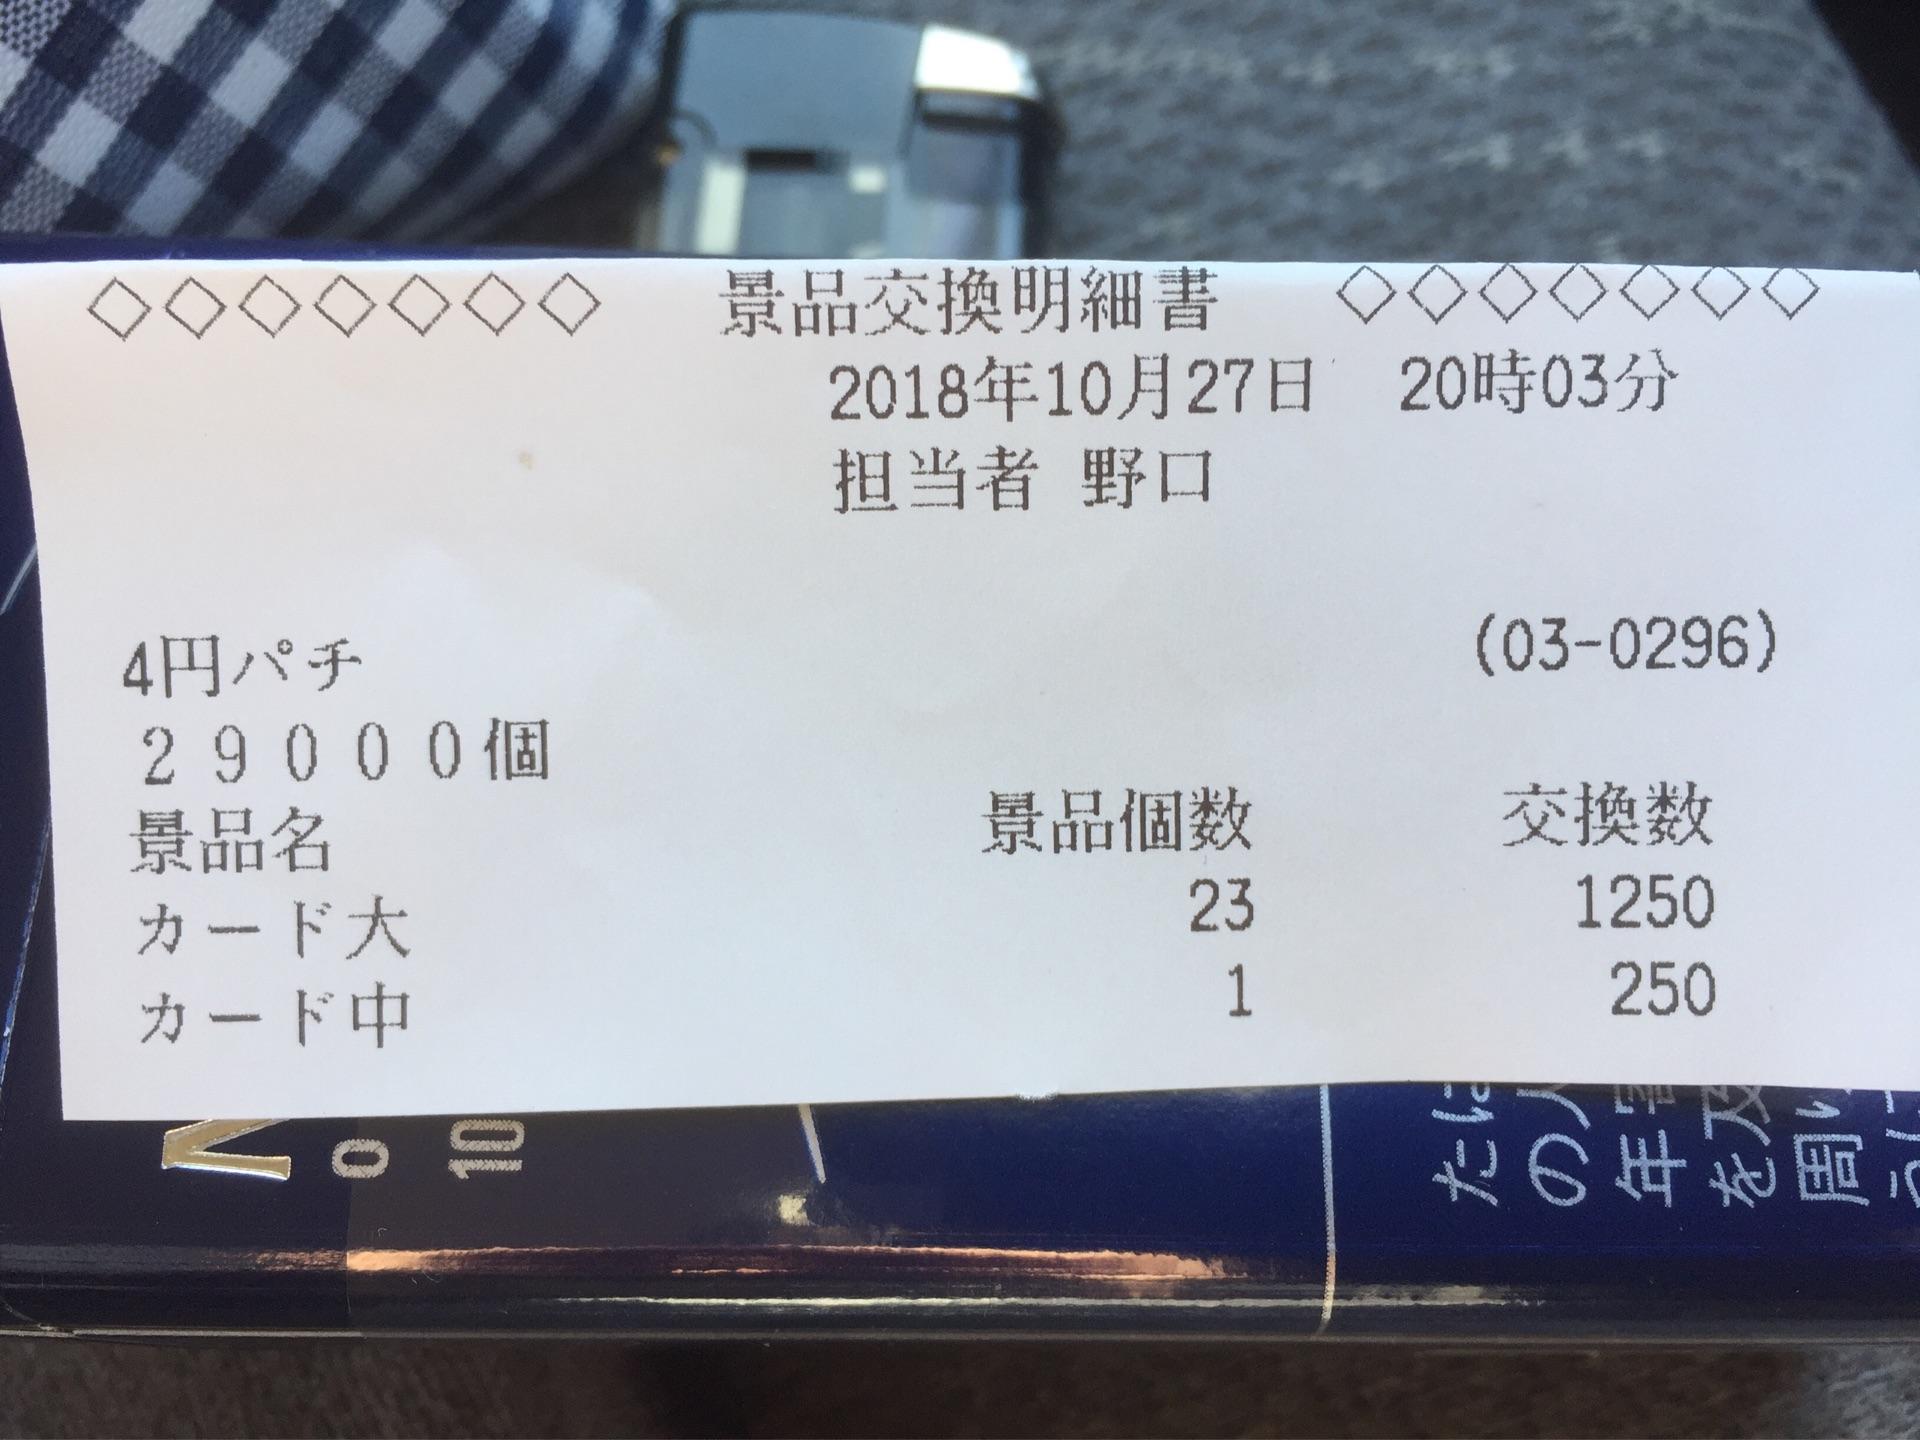 ◇◇◇◇◇◇◇ 景品交換明細書 ◇◇◇◇◇◇◇
2018年10月27日 20時03分
担当者 野口
4円パチ (03-0296)
29000個
景品名 景品個数 交換数
カード大 23 1250
カード中 1 250
0
10